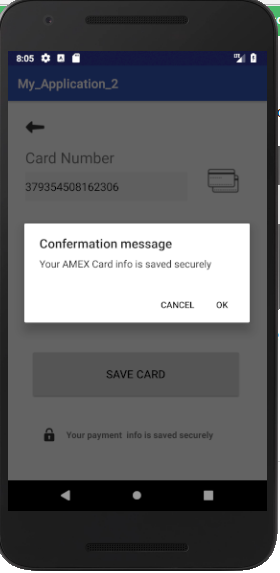 8:05
My_Application_2
Card Number
379354508162306
Confermation message
Your AMEX Card info is saved securely
CANCEL OK
SAVE CARD
Your payment info is saved securely